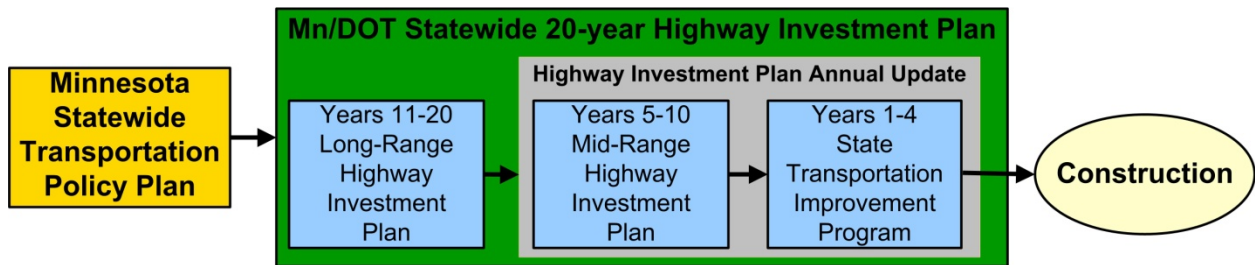 Mn/DOT Statewide 20-year Highway Investment Plan
Minnesota
Statewide
Transportation
Policy Plan
Highway Investment Plan Annual Update
Years 11-20
Long-Range
Highway
Investment
Plan
Years 5-10
Mid-Range
Highway
Investment
Plan
Years 1-4
State
Transportation
Improvement
Program
Construction